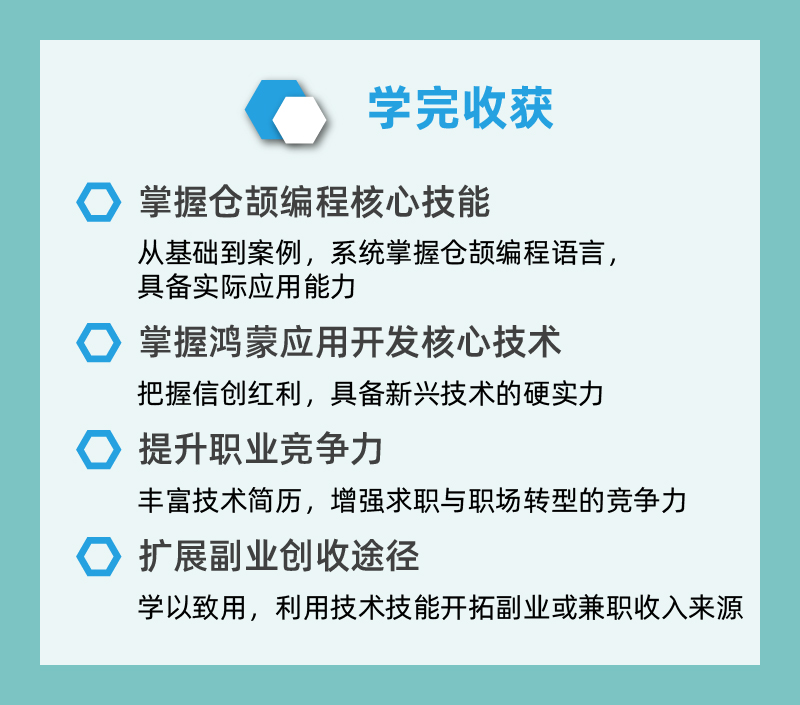 学完收获
掌握仓颉编程核心技能
从基础到案例，系统掌握仓颉编程语言，
具备实际应用能力
掌握鸿蒙应用开发核心技术
把握信创红利，具备新兴技术的硬实力
提升职业竞争力
丰富技术简历，增强求职与职场转型的竞争力
扩展副业创收途径
学以致用，利用技术技能开拓副业或兼职收入来源